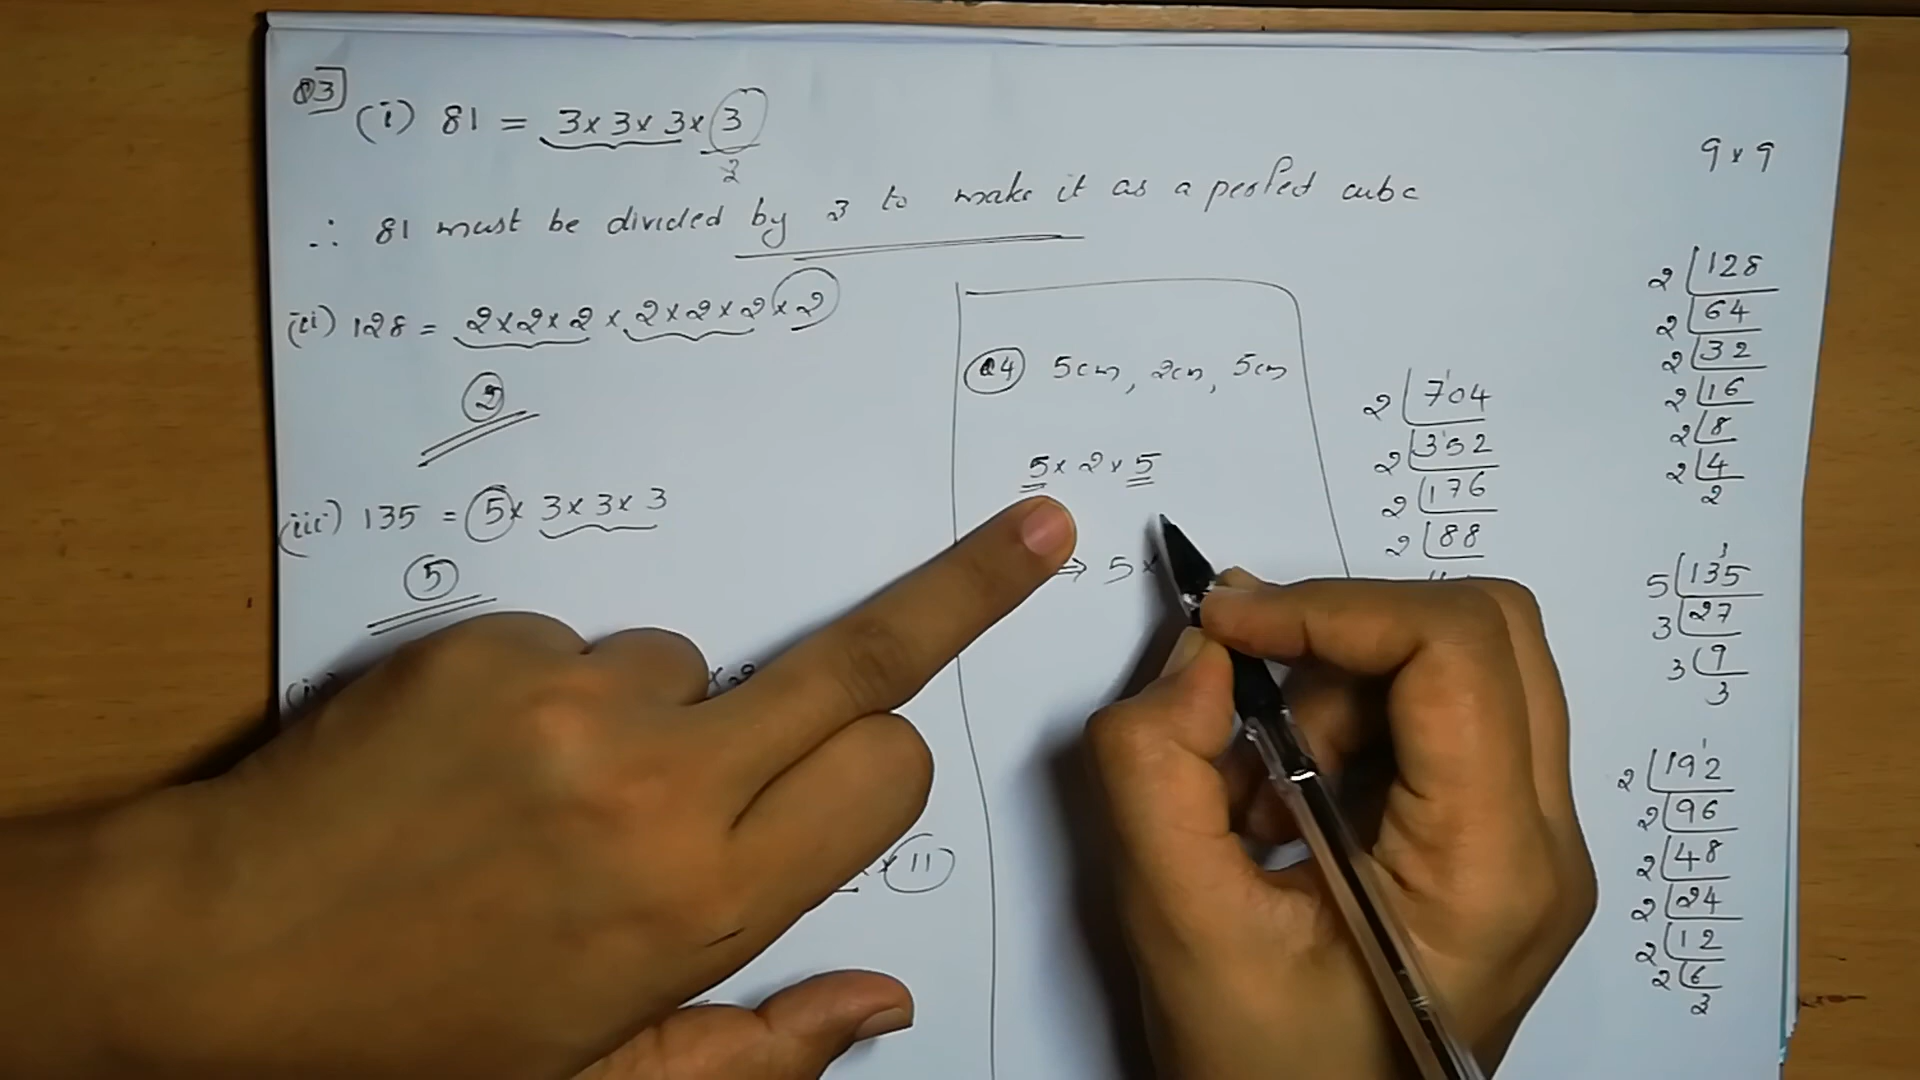 Q3
(i) 81 = 3 x 3 x 3 x 3
3
∴ 81 must be divided by 3 to make it as a perfect cube
(ii) 128 = 2 x 2 x 2 x 2 x 2 x 2 x 2
2
(iii) 135 = 5 x 3 x 3 x 3
5
(iv)
x 2
x 11
Q4 5cm, 2cm, 5cm
5 x 2 x 5
⇒ 5 x
2 704
2 352
2 176
2 88
9 x 9
2 128
2 64
2 32
2 16
2 8
2 4
2
5 135
3 27
3 9
3
2 192
2 96
2 48
2 24
2 12
2 6
3